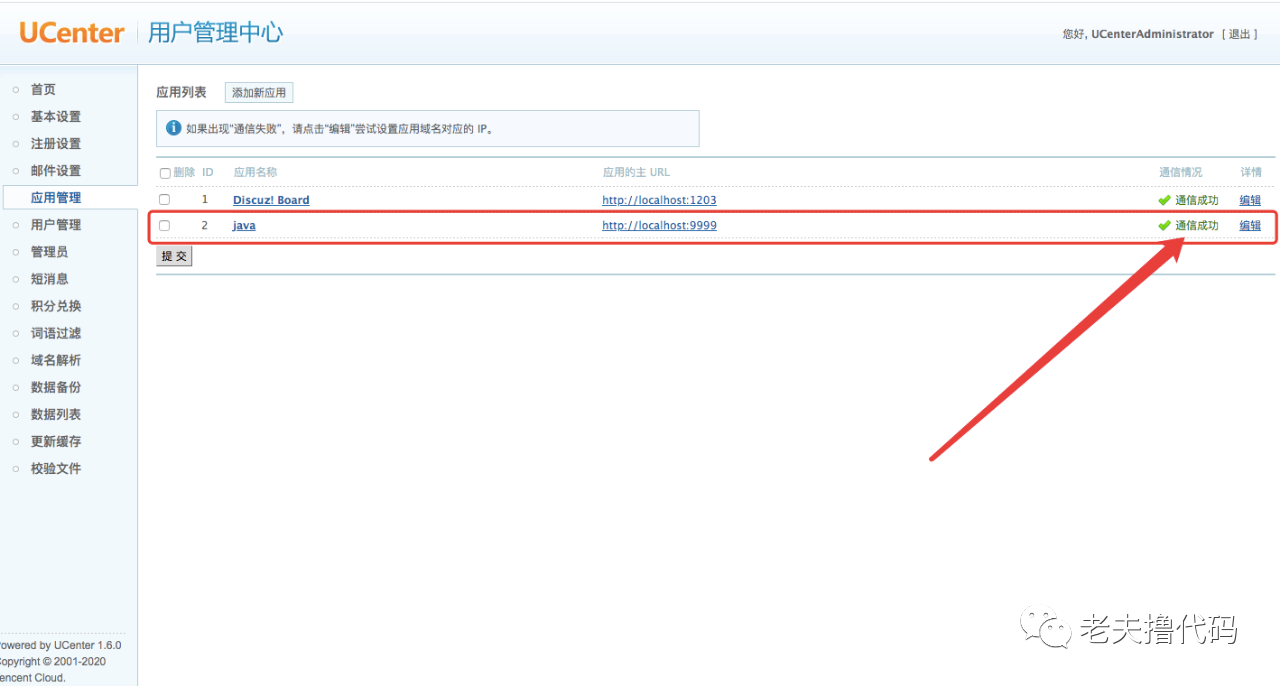 UCenter 用户管理中心
您好, UCenterAdministrator [ 退出 ]
首页
基本设置
注册设置
邮件设置
应用管理
用户管理
管理员
短消息
积分兑换
词语过滤
域名解析
数据备份
数据列表
更新缓存
校验文件
owered by UCenter 1.6.0
opyright © 2001-2020
encent Cloud.
应用列表 添加新应用
如果出现“通信失败”，请点击“编辑”尝试设置应用域名对应的 IP。
删除 ID 应用名称 应用的主 URL 通信情况 详情
1 Discuz! Board http://localhost:1203 通信成功 编辑
2 java http://localhost:9999 通信成功 编辑
提 交
老夫撸代码